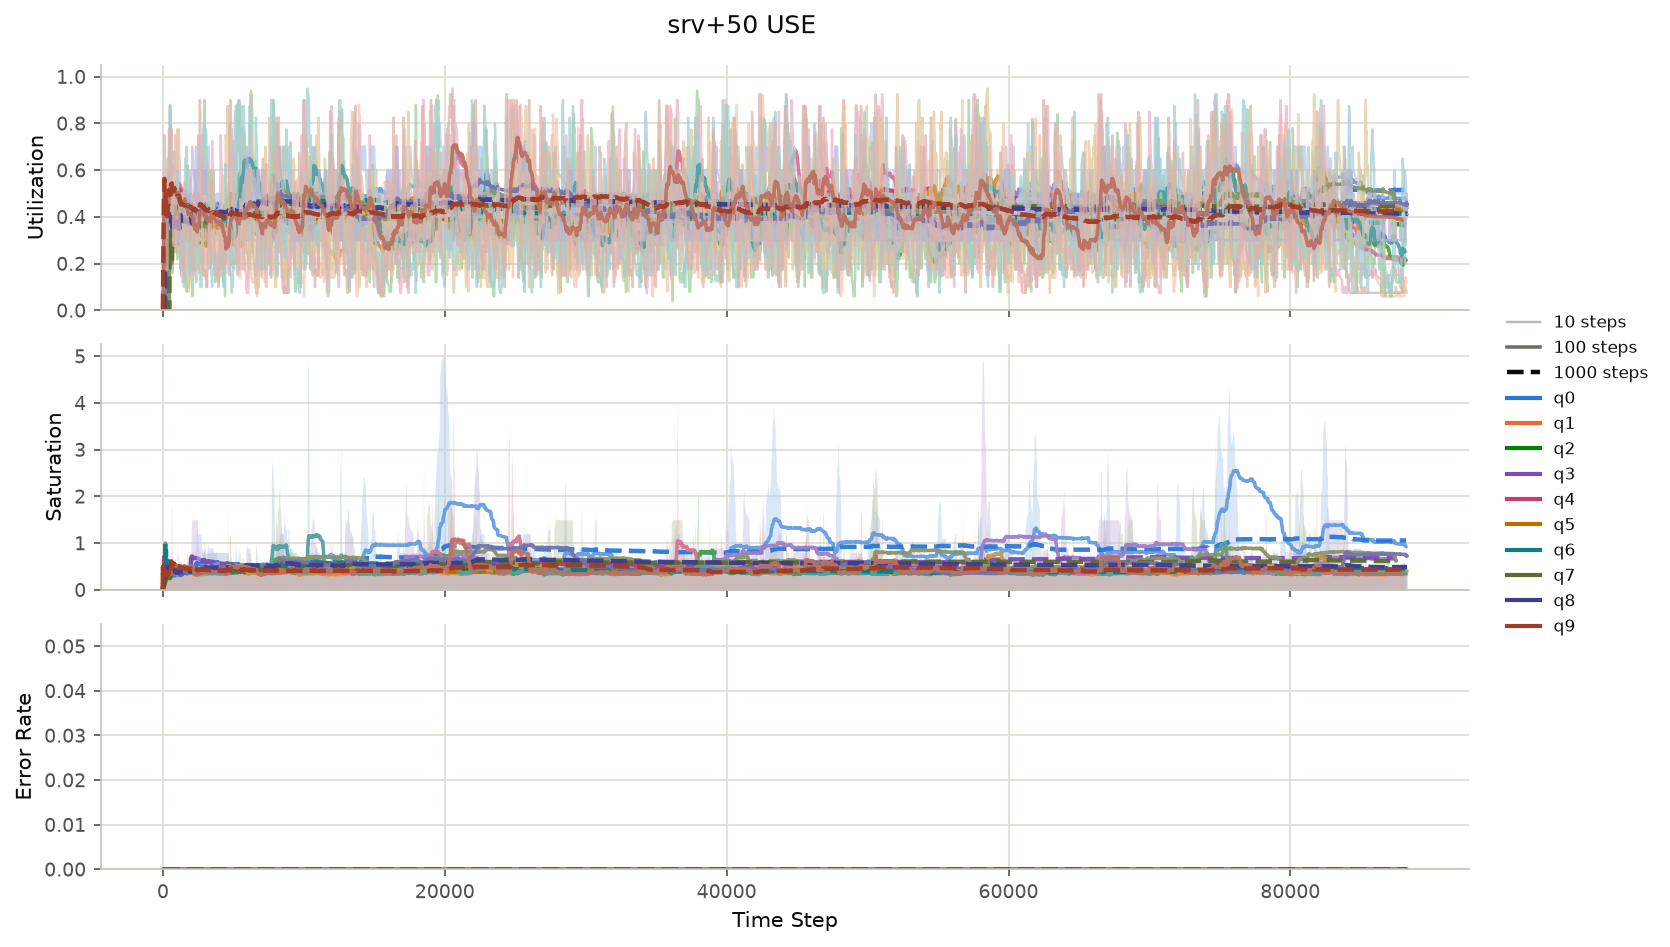 srv+50 USE
Utilization
1.0
0.8
0.6
0.4
0.2
0.0
Saturation
5
4
3
2
1
0
Error Rate
0.05
0.04
0.03
0.02
0.01
0.00
0
20000
40000
60000
80000
Time Step
10 steps
100 steps
1000 steps
q0
q1
q2
q3
q4
q5
q6
q7
q8
q9